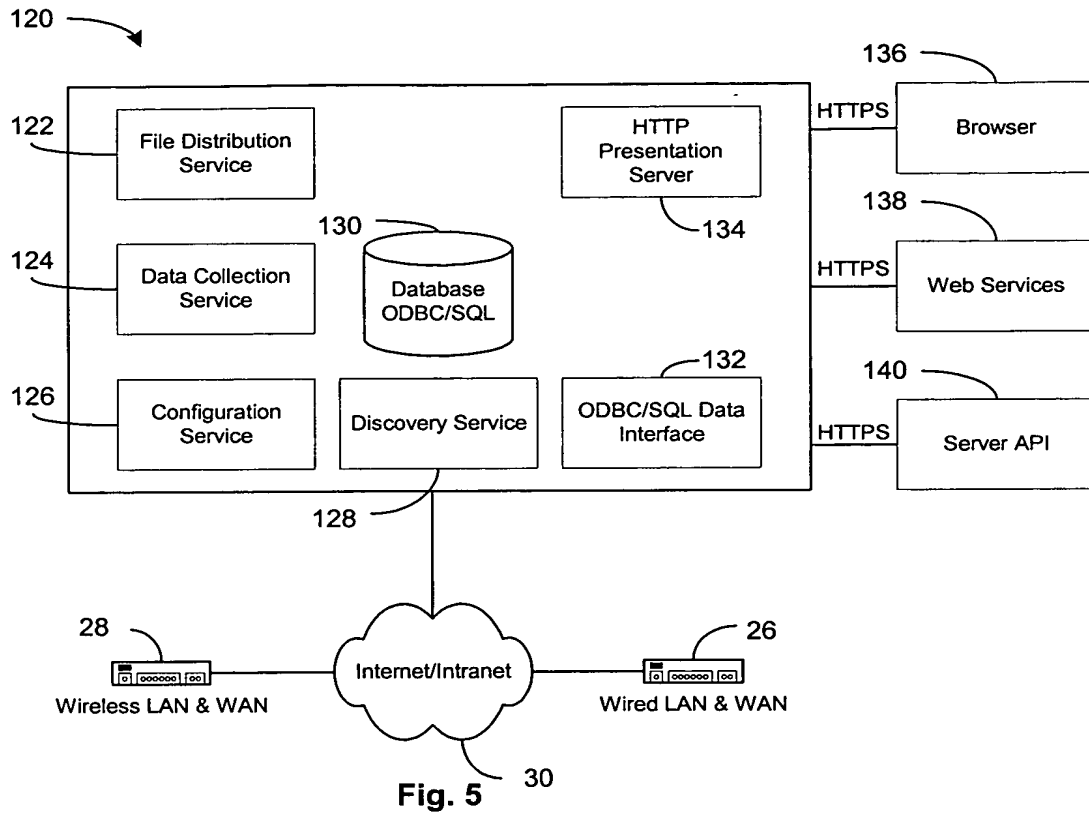 120
136
122
File Distribution
Service
HTTP
Presentation
Server
HTTPS
Browser
134
138
130
124
Data Collection
Service
Database
ODBC/SQL
HTTPS
Web Services
132
140
126
Configuration
Service
Discovery Service
ODBC/SQL Data
Interface
HTTPS
Server API
128
28
26
Internet/Intranet
Wireless LAN & WAN
Wired LAN & WAN
30
Fig. 5